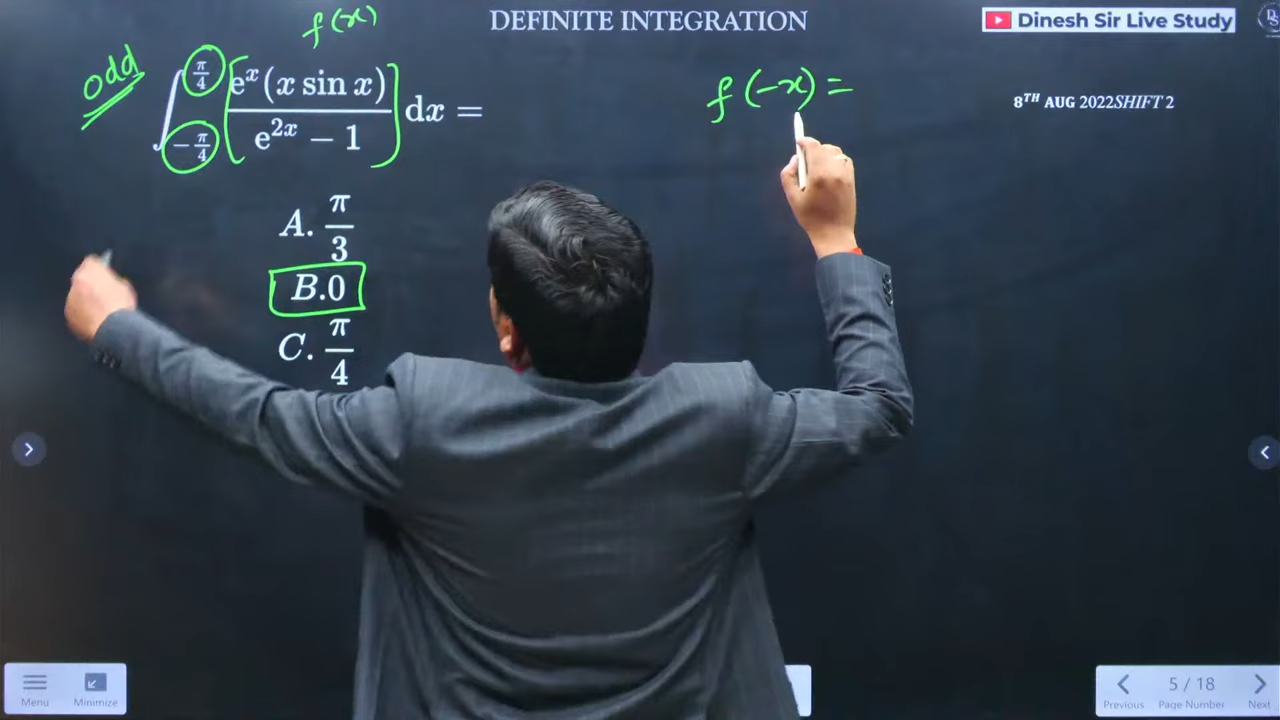 DEFINITE INTEGRATION
Dinesh Sir Live Study
f(x)
odd
∫_{-π/4}^{π/4} [e^x (x sin x) / (e^{2x} − 1)] dx =
f(-x) =
8TH AUG 2022SHIFT 2
A. π/3
B.0
C. π/4
Menu
Minimize
Previous
5 / 18
Page Number
Next